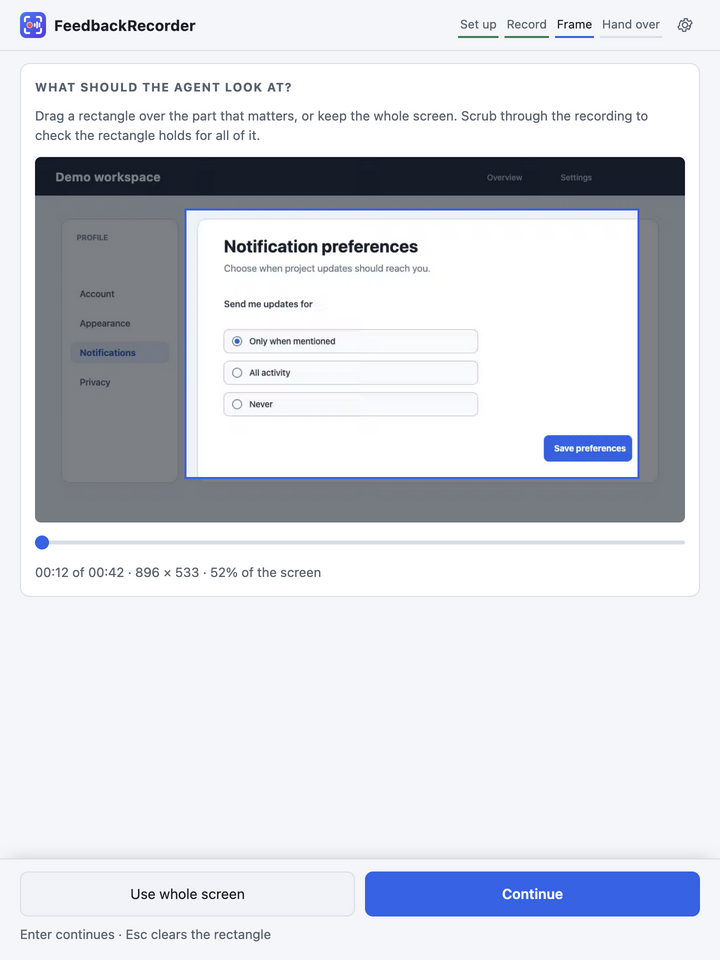 FeedbackRecorder
Set up Record Frame Hand over
WHAT SHOULD THE AGENT LOOK AT?
Drag a rectangle over the part that matters, or keep the whole screen. Scrub through the recording to
check the rectangle holds for all of it.
Demo workspace
Overview Settings
PROFILE
Account
Appearance
Notifications
Privacy
Notification preferences
Choose when project updates should reach you.
Send me updates for
Only when mentioned
All activity
Never
Save preferences
00:12 of 00:42 · 896 × 533 · 52% of the screen
Use whole screen
Continue
Enter continues · Esc clears the rectangle